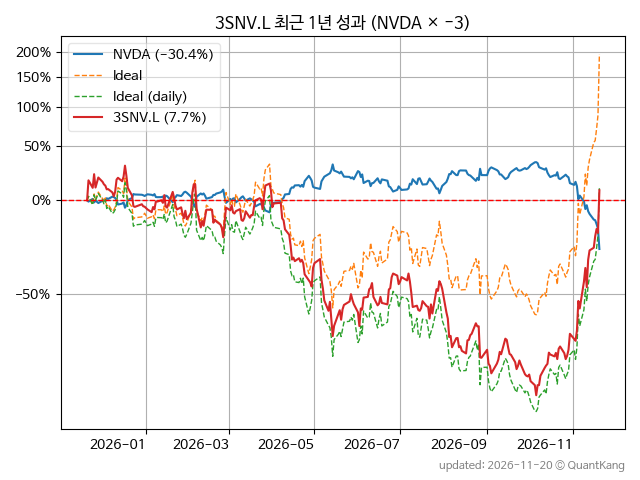 3SNV.L 최근 1년 성과 (NVDA × −3)
NVDA (−30.4%)
Ideal
Ideal (daily)
3SNV.L (7.7%)
200%
150%
100%
50%
0%
−50%
2026-01
2026-03
2026-05
2026-07
2026-09
2026-11
updated: 2026-11-20 © QuantKang